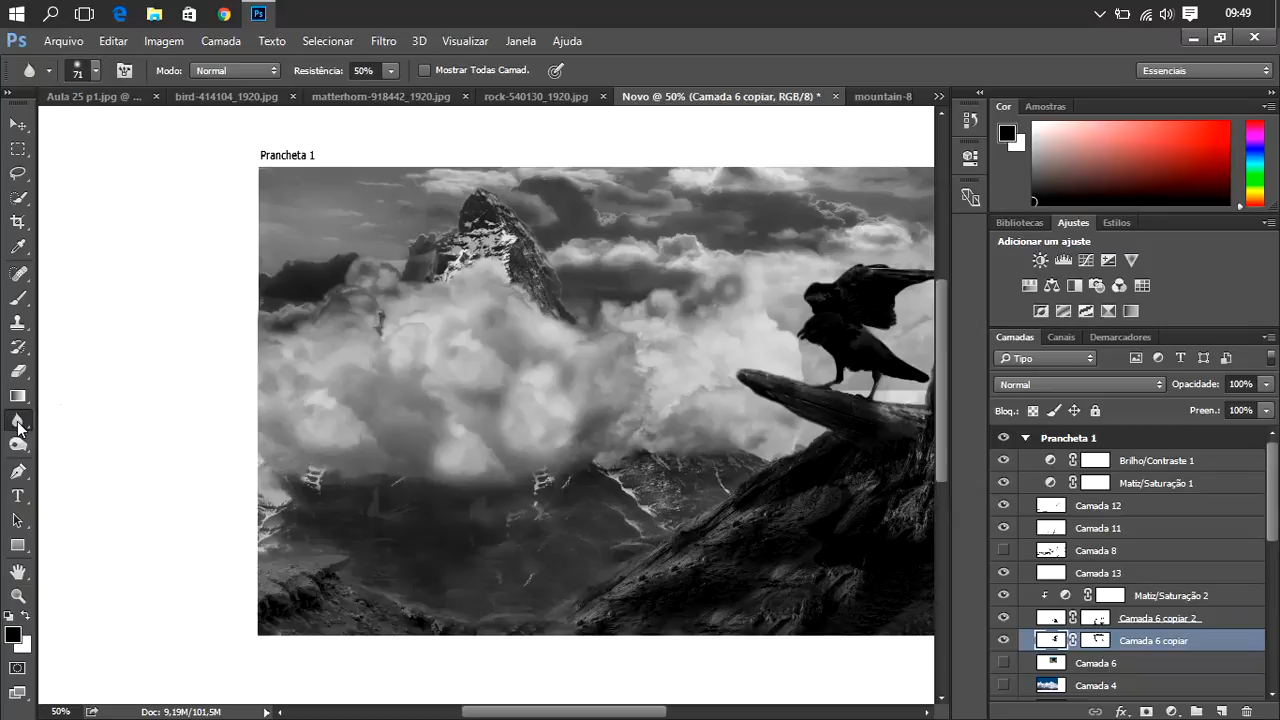 09:49
Ps Arquivo Editar Imagem Camada Texto Selecionar Filtro 3D Visualizar Janela Ajuda
71 Modo: Normal Resistência: 50% Mostrar Todas Camad. Essenciais
Aula 25 p1.jpg @ ... × bird-414104_1920.jpg × matterhorn-918442_1920.jpg × rock-540130_1920.jpg × Novo @ 50% (Camada 6 copiar, RGB/8) * × mountain-8
Cor Amostras
Prancheta 1
Bibliotecas Ajustes Estilos
Adicionar um ajuste
Camadas Canais Demarcadores
Tipo
Normal Opacidade: 100%
Bloq.: Preen.: 100%
Prancheta 1
Brilho/Contraste 1
Matiz/Saturação 1
Camada 12
Camada 11
Camada 8
Camada 13
Matiz/Saturação 2
Camada 6 copiar 2
Camada 6 copiar
Camada 6
Camada 4
50% Doc: 9,19M/101,5M